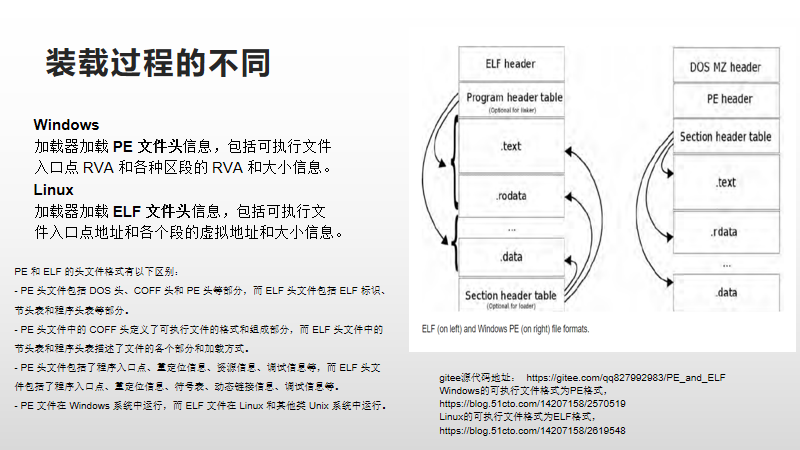 装载过程的不同
Windows
加载器加载 PE 文件头信息，包括可执行文件
入口点 RVA 和各种区段的 RVA 和大小信息。
Linux
加载器加载 ELF 文件头信息，包括可执行文
件入口点地址和各个段的虚拟地址和大小信息。
PE 和 ELF 的头文件格式有以下区别：
- PE 头文件包括 DOS 头、COFF 头和 PE 头等部分，而 ELF 头文件包括 ELF 标识、
节头表和程序头表等部分。
- PE 头文件中的 COFF 头定义了可执行文件的格式和组成部分，而 ELF 头文件中的
节头表和程序头表描述了文件的各个部分和加载方式。
- PE 头文件包括了程序入口点、重定位信息、资源信息、调试信息等，而 ELF 头文
件包括了程序入口点、重定位信息、符号表、动态链接信息、调试信息等。
- PE 文件在 Windows 系统中运行，而 ELF 文件在 Linux 和其他类 Unix 系统中运行。
ELF header
Program header table
(Optional for linker)
.text
.rodata
...
.data
Section header table
(Optional for loader)
DOS MZ header
PE header
Section header table
.text
.rdata
...
.data
ELF (on left) and Windows PE (on right) file formats.
gitee源代码地址： https://gitee.com/qq827992983/PE_and_ELF
Windows的可执行文件格式为PE格式，
https://blog.51cto.com/14207158/2570519
Linux的可执行文件格式为ELF格式，
https://blog.51cto.com/14207158/2619548